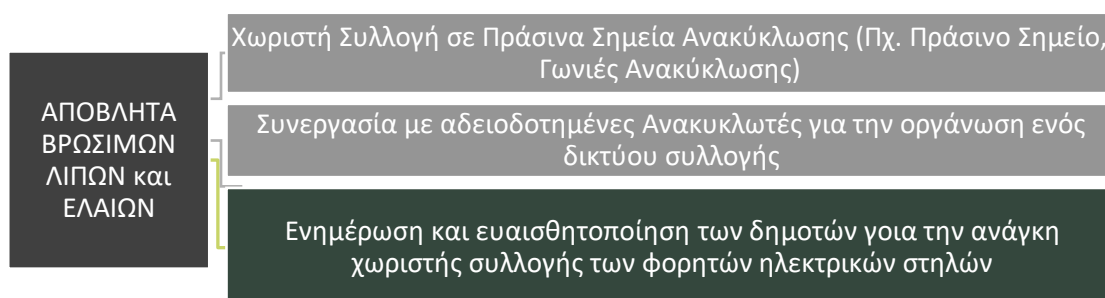 ΑΠΟΒΛΗΤΑ
ΒΡΩΣΙΜΩΝ
ΛΙΠΩΝ και
ΕΛΑΙΩΝ
Χωριστή Συλλογή σε Πράσινα Σημεία Ανακύκλωσης (Πχ. Πράσινο Σημείο,
Γωνιές Ανακύκλωσης)
Συνεργασία με αδειοδοτημένες Ανακυκλωτές για την οργάνωση ενός
δικτύου συλλογής
Ενημέρωση και ευαισθητοποίηση των δημοτών γοια την ανάγκη
χωριστής συλλογής των φορητών ηλεκτρικών στηλών